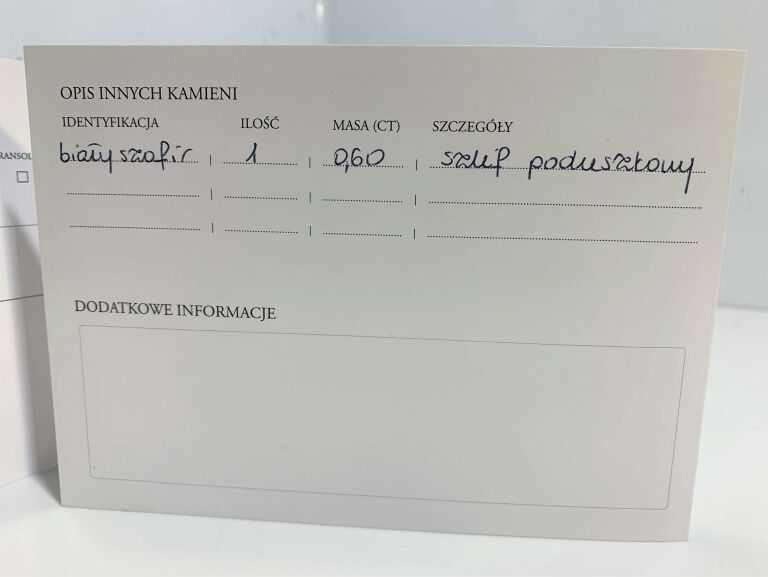 OPIS INNYCH KAMIENI
IDENTYFIKACJA ILOŚĆ MASA (CT) SZCZEGÓŁY
biały szafir | 1 | 0,60 | szlif poduszkowy
DODATKOWE INFORMACJE